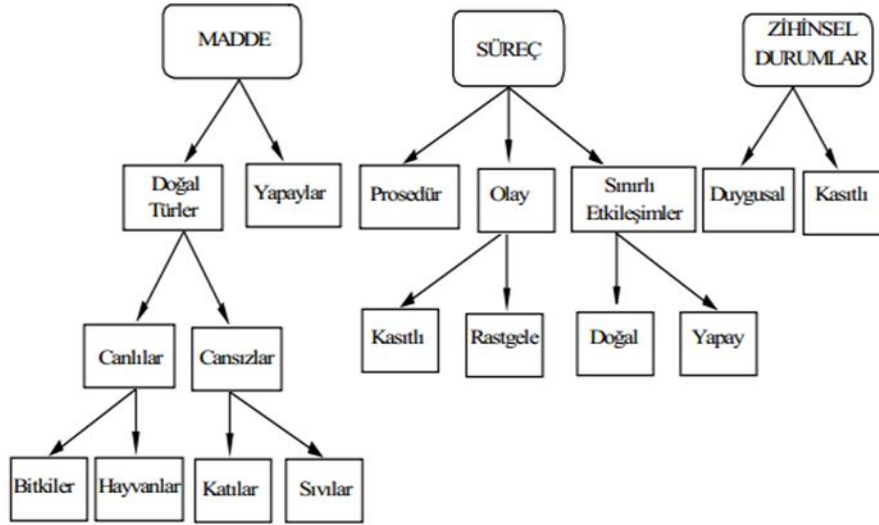 MADDE
SÜREÇ
ZİHİNSEL
DURUMLAR
Doğal
Türler
Yapaylar
Prosedür
Olay
Sınırlı
Etkileşimler
Duygusal
Kasıtlı
Kasıtlı
Rastgele
Doğal
Yapay
Canlılar
Cansızlar
Bitkiler
Hayvanlar
Katılar
Sıvılar